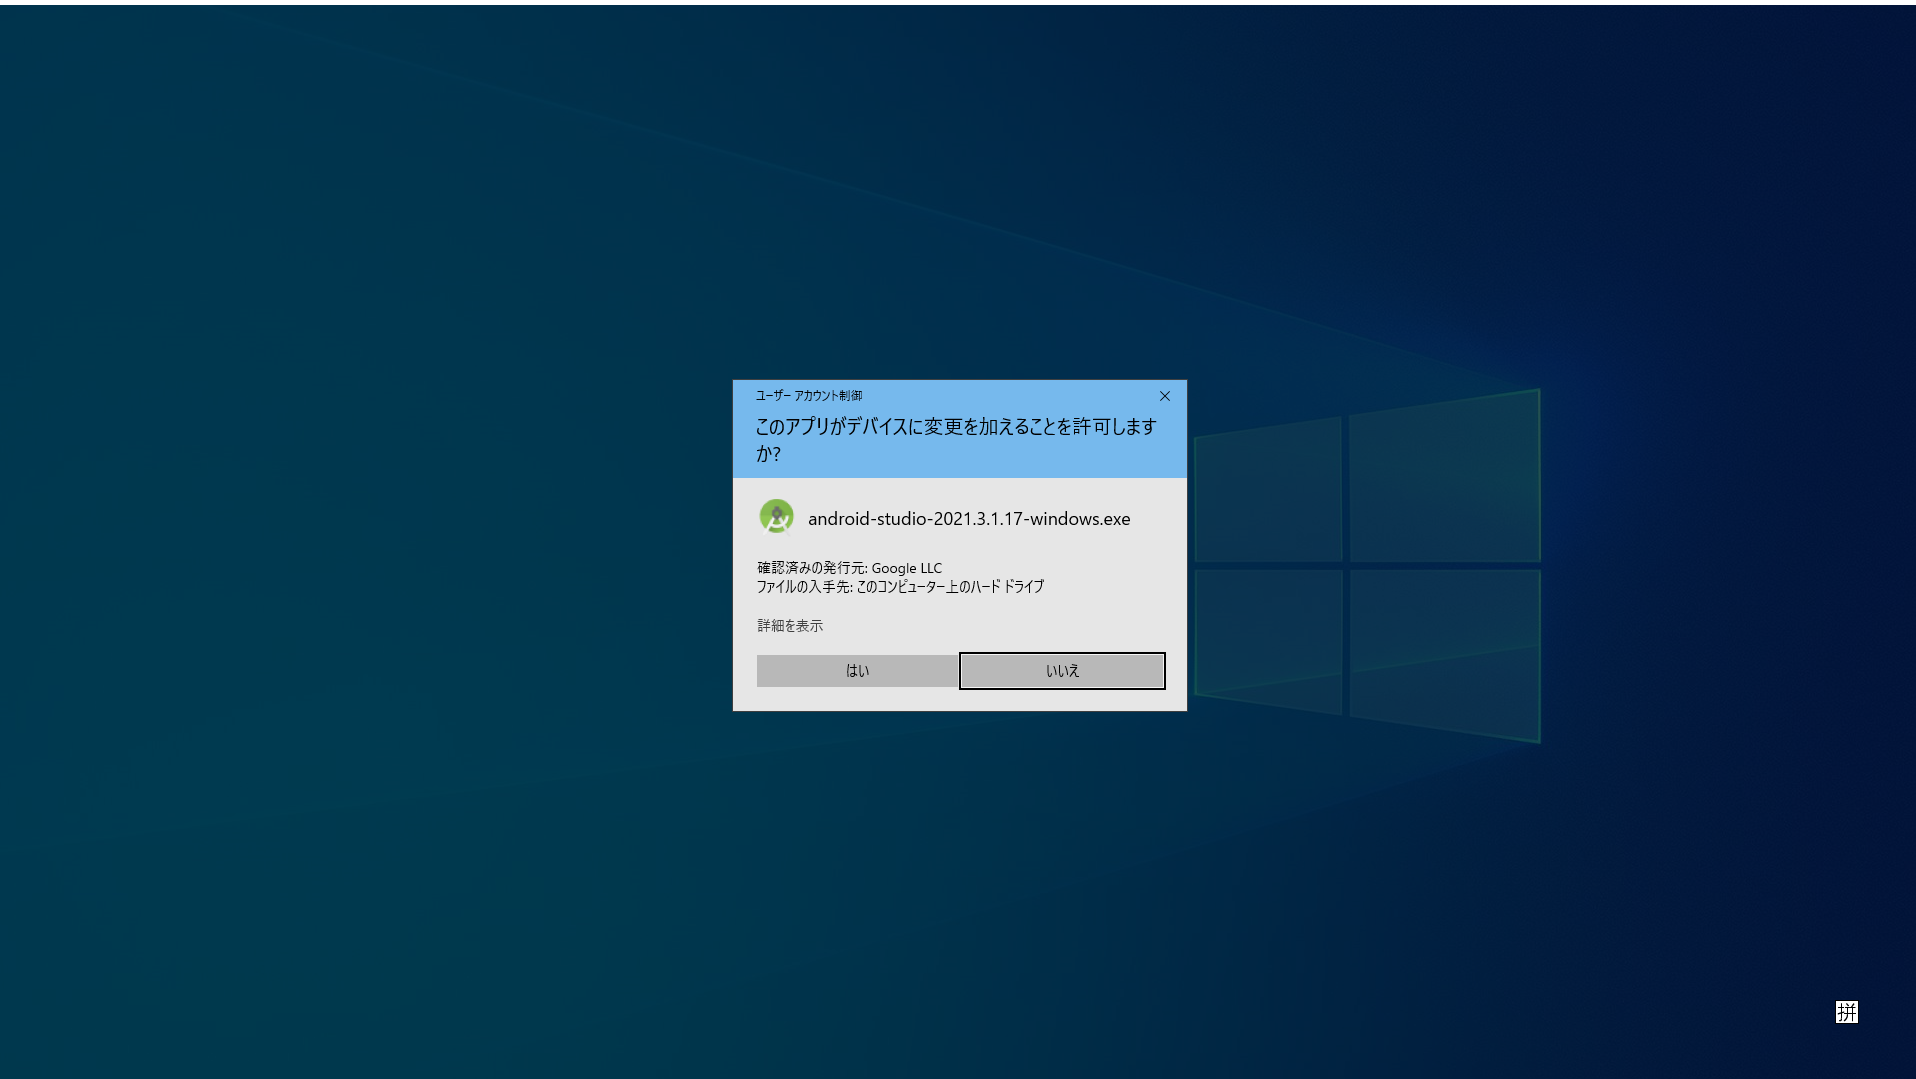 ユーザー アカウント制御
このアプリがデバイスに変更を加えることを許可します
か?
android-studio-2021.3.1.17-windows.exe
確認済みの発行元: Google LLC
ファイルの入手先: このコンピューター上のハード ドライブ
詳細を表示
はい
いいえ
拼